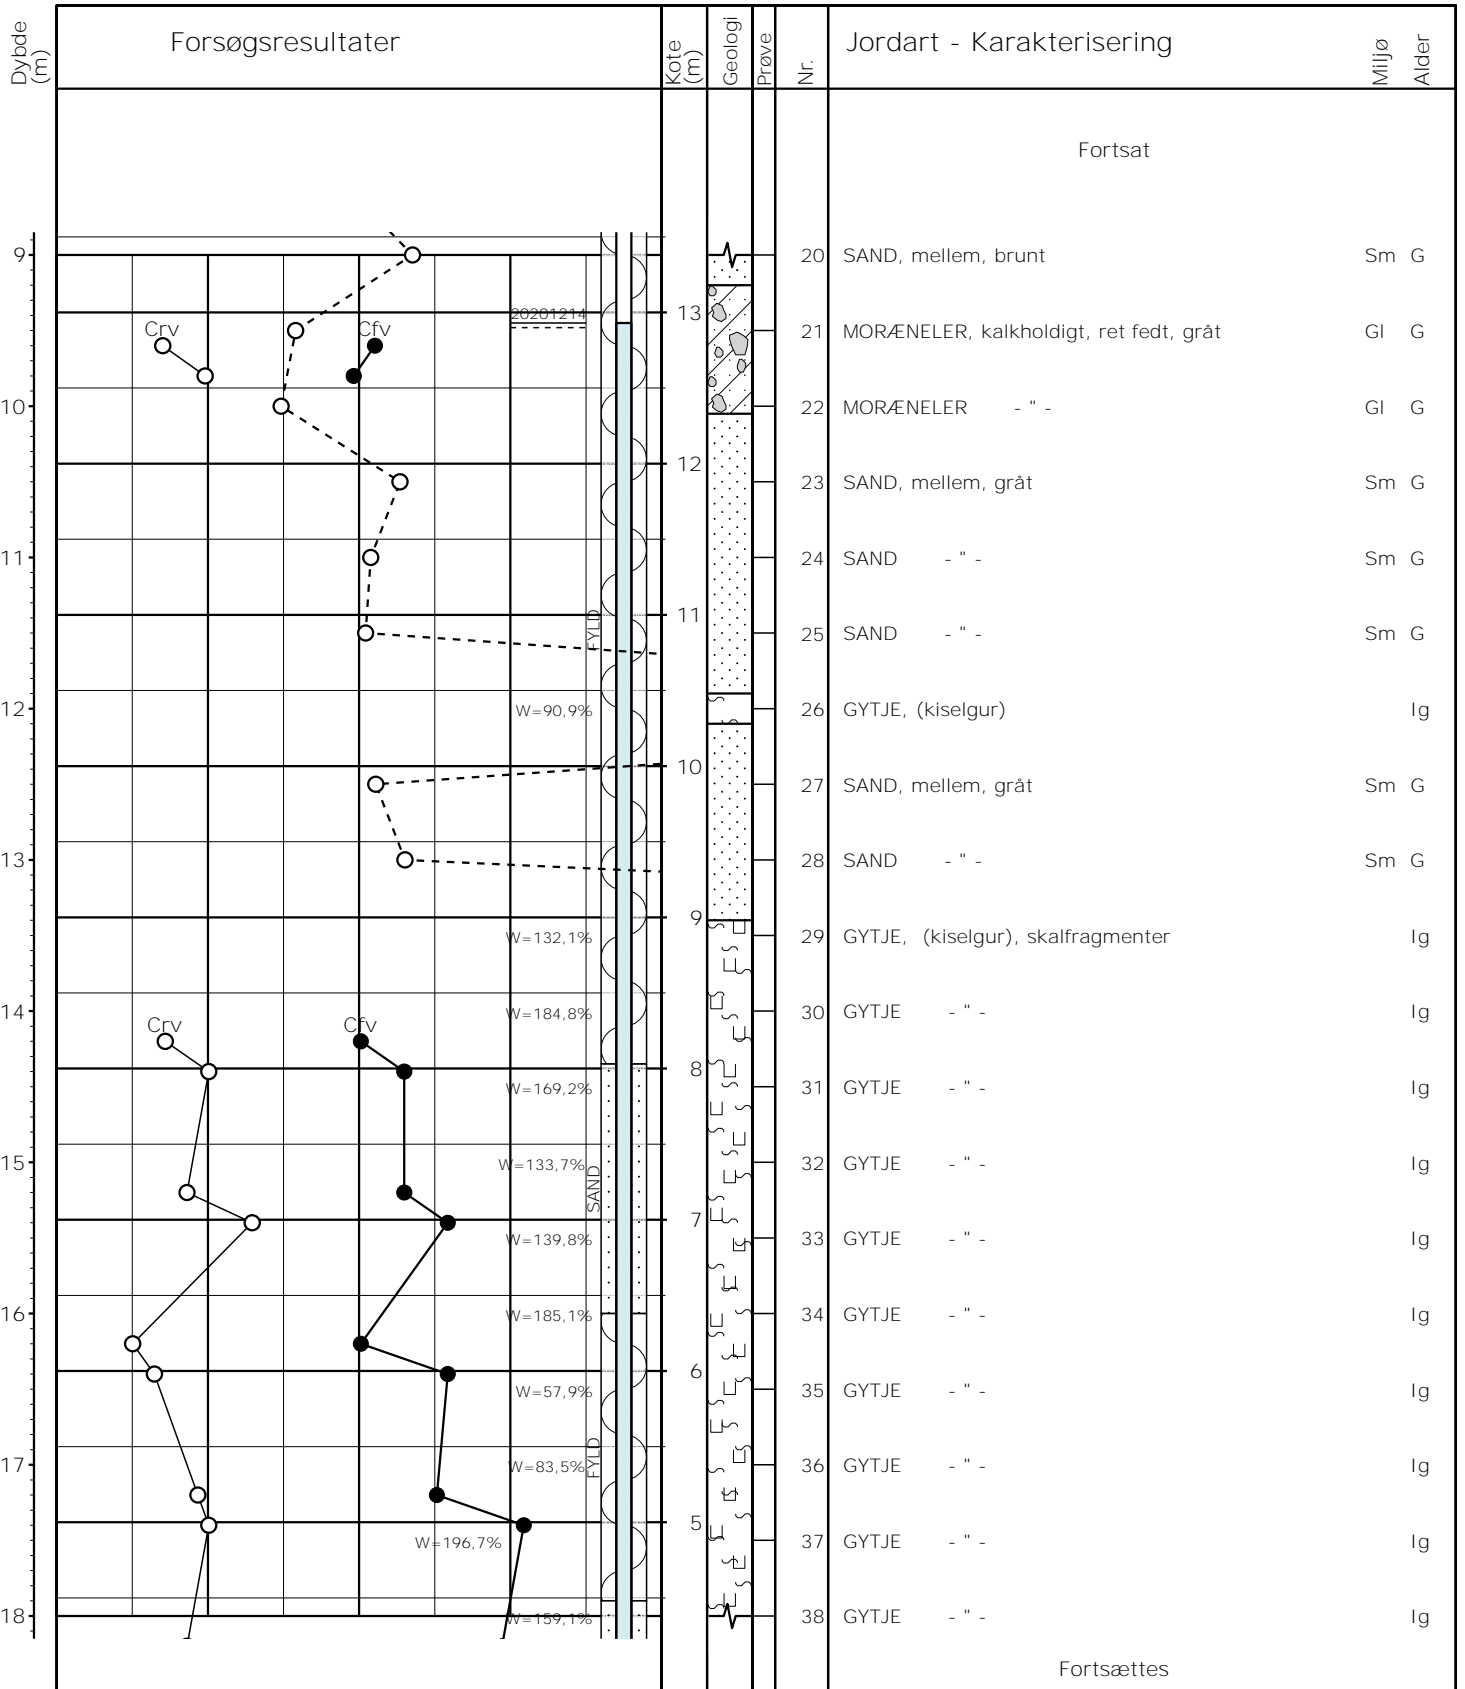 Dybde (m)
Forsøgsresultater
Kote (m)
Geologi
Prøve
Nr.
Jordart - Karakterisering
Miljø
Alder
Fortsat
9
20 SAND, mellem, brunt Sm G
20201214
13
Crv Cfv
21 MORÆNELER, kalkholdigt, ret fedt, gråt Gl G
10
22 MORÆNELER - " - Gl G
12
23 SAND, mellem, gråt Sm G
11
24 SAND - " - Sm G
11
FYLD
25 SAND - " - Sm G
12
W=90,9%
26 GYTJE, (kiselgur) Ig
10
27 SAND, mellem, gråt Sm G
13
28 SAND - " - Sm G
9
W=132,1%
29 GYTJE, (kiselgur), skalfragmenter Ig
14
W=184,8%
30 GYTJE - " - Ig
Crv Cfv
8
W=169,2%
31 GYTJE - " - Ig
15
W=133,7%
32 GYTJE - " - Ig
SAND
7
W=139,8%
33 GYTJE - " - Ig
16
W=185,1%
34 GYTJE - " - Ig
6
W=57,9%
35 GYTJE - " - Ig
17
W=83,5%
FYLD
36 GYTJE - " - Ig
5
W=196,7%
37 GYTJE - " - Ig
18
W=159,1%
38 GYTJE - " - Ig
Fortsættes